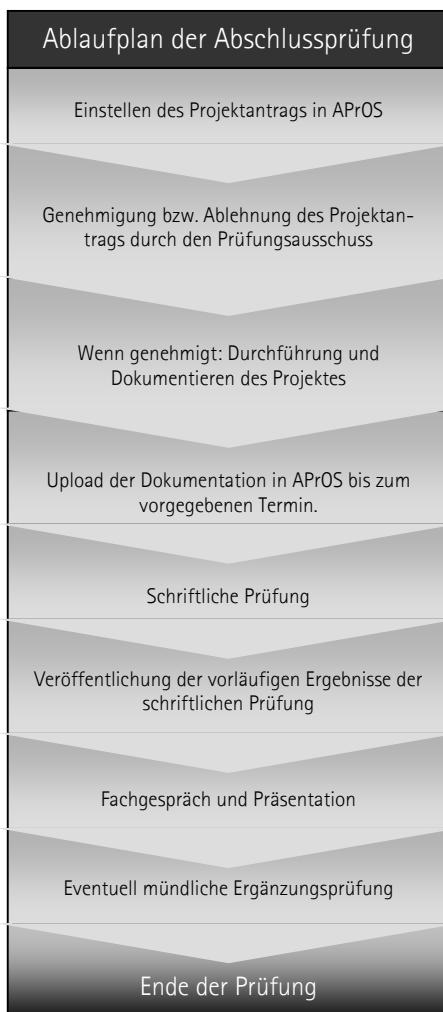 Ablaufplan der Abschlussprüfung
Einstellen des Projektantrags in APrOS
Genehmigung bzw. Ablehnung des Projektan-
trags durch den Prüfungsausschuss
Wenn genehmigt: Durchführung und
Dokumentieren des Projektes
Upload der Dokumentation in APrOS bis zum
vorgegebenen Termin.
Schriftliche Prüfung
Veröffentlichung der vorläufigen Ergebnisse der
schriftlichen Prüfung
Fachgespräch und Präsentation
Eventuell mündliche Ergänzungsprüfung
Ende der Prüfung